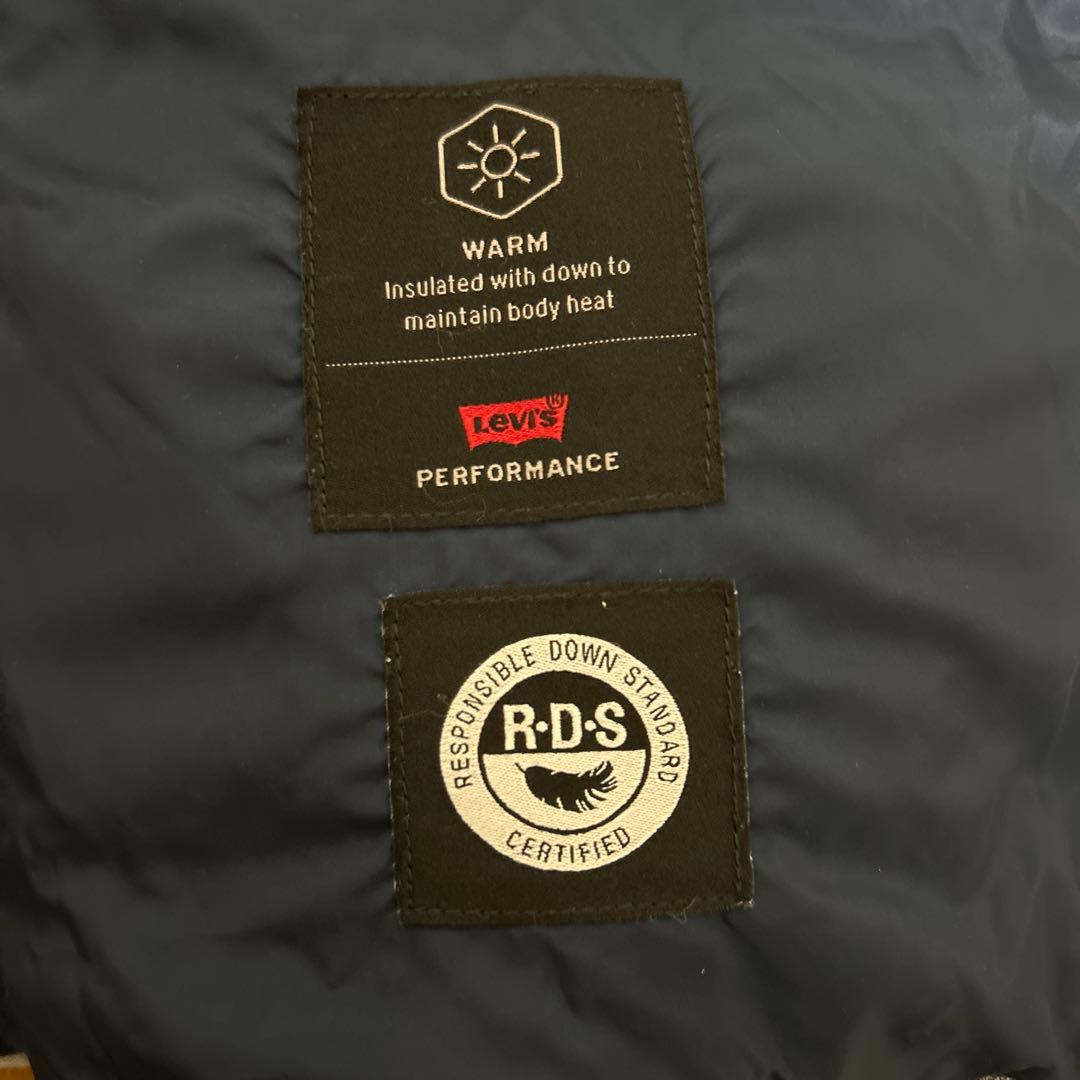 WARM
Insulated with down to
maintain body heat
Levi's®
PERFORMANCE
RESPONSIBLE DOWN STANDARD
R·D·S
CERTIFIED